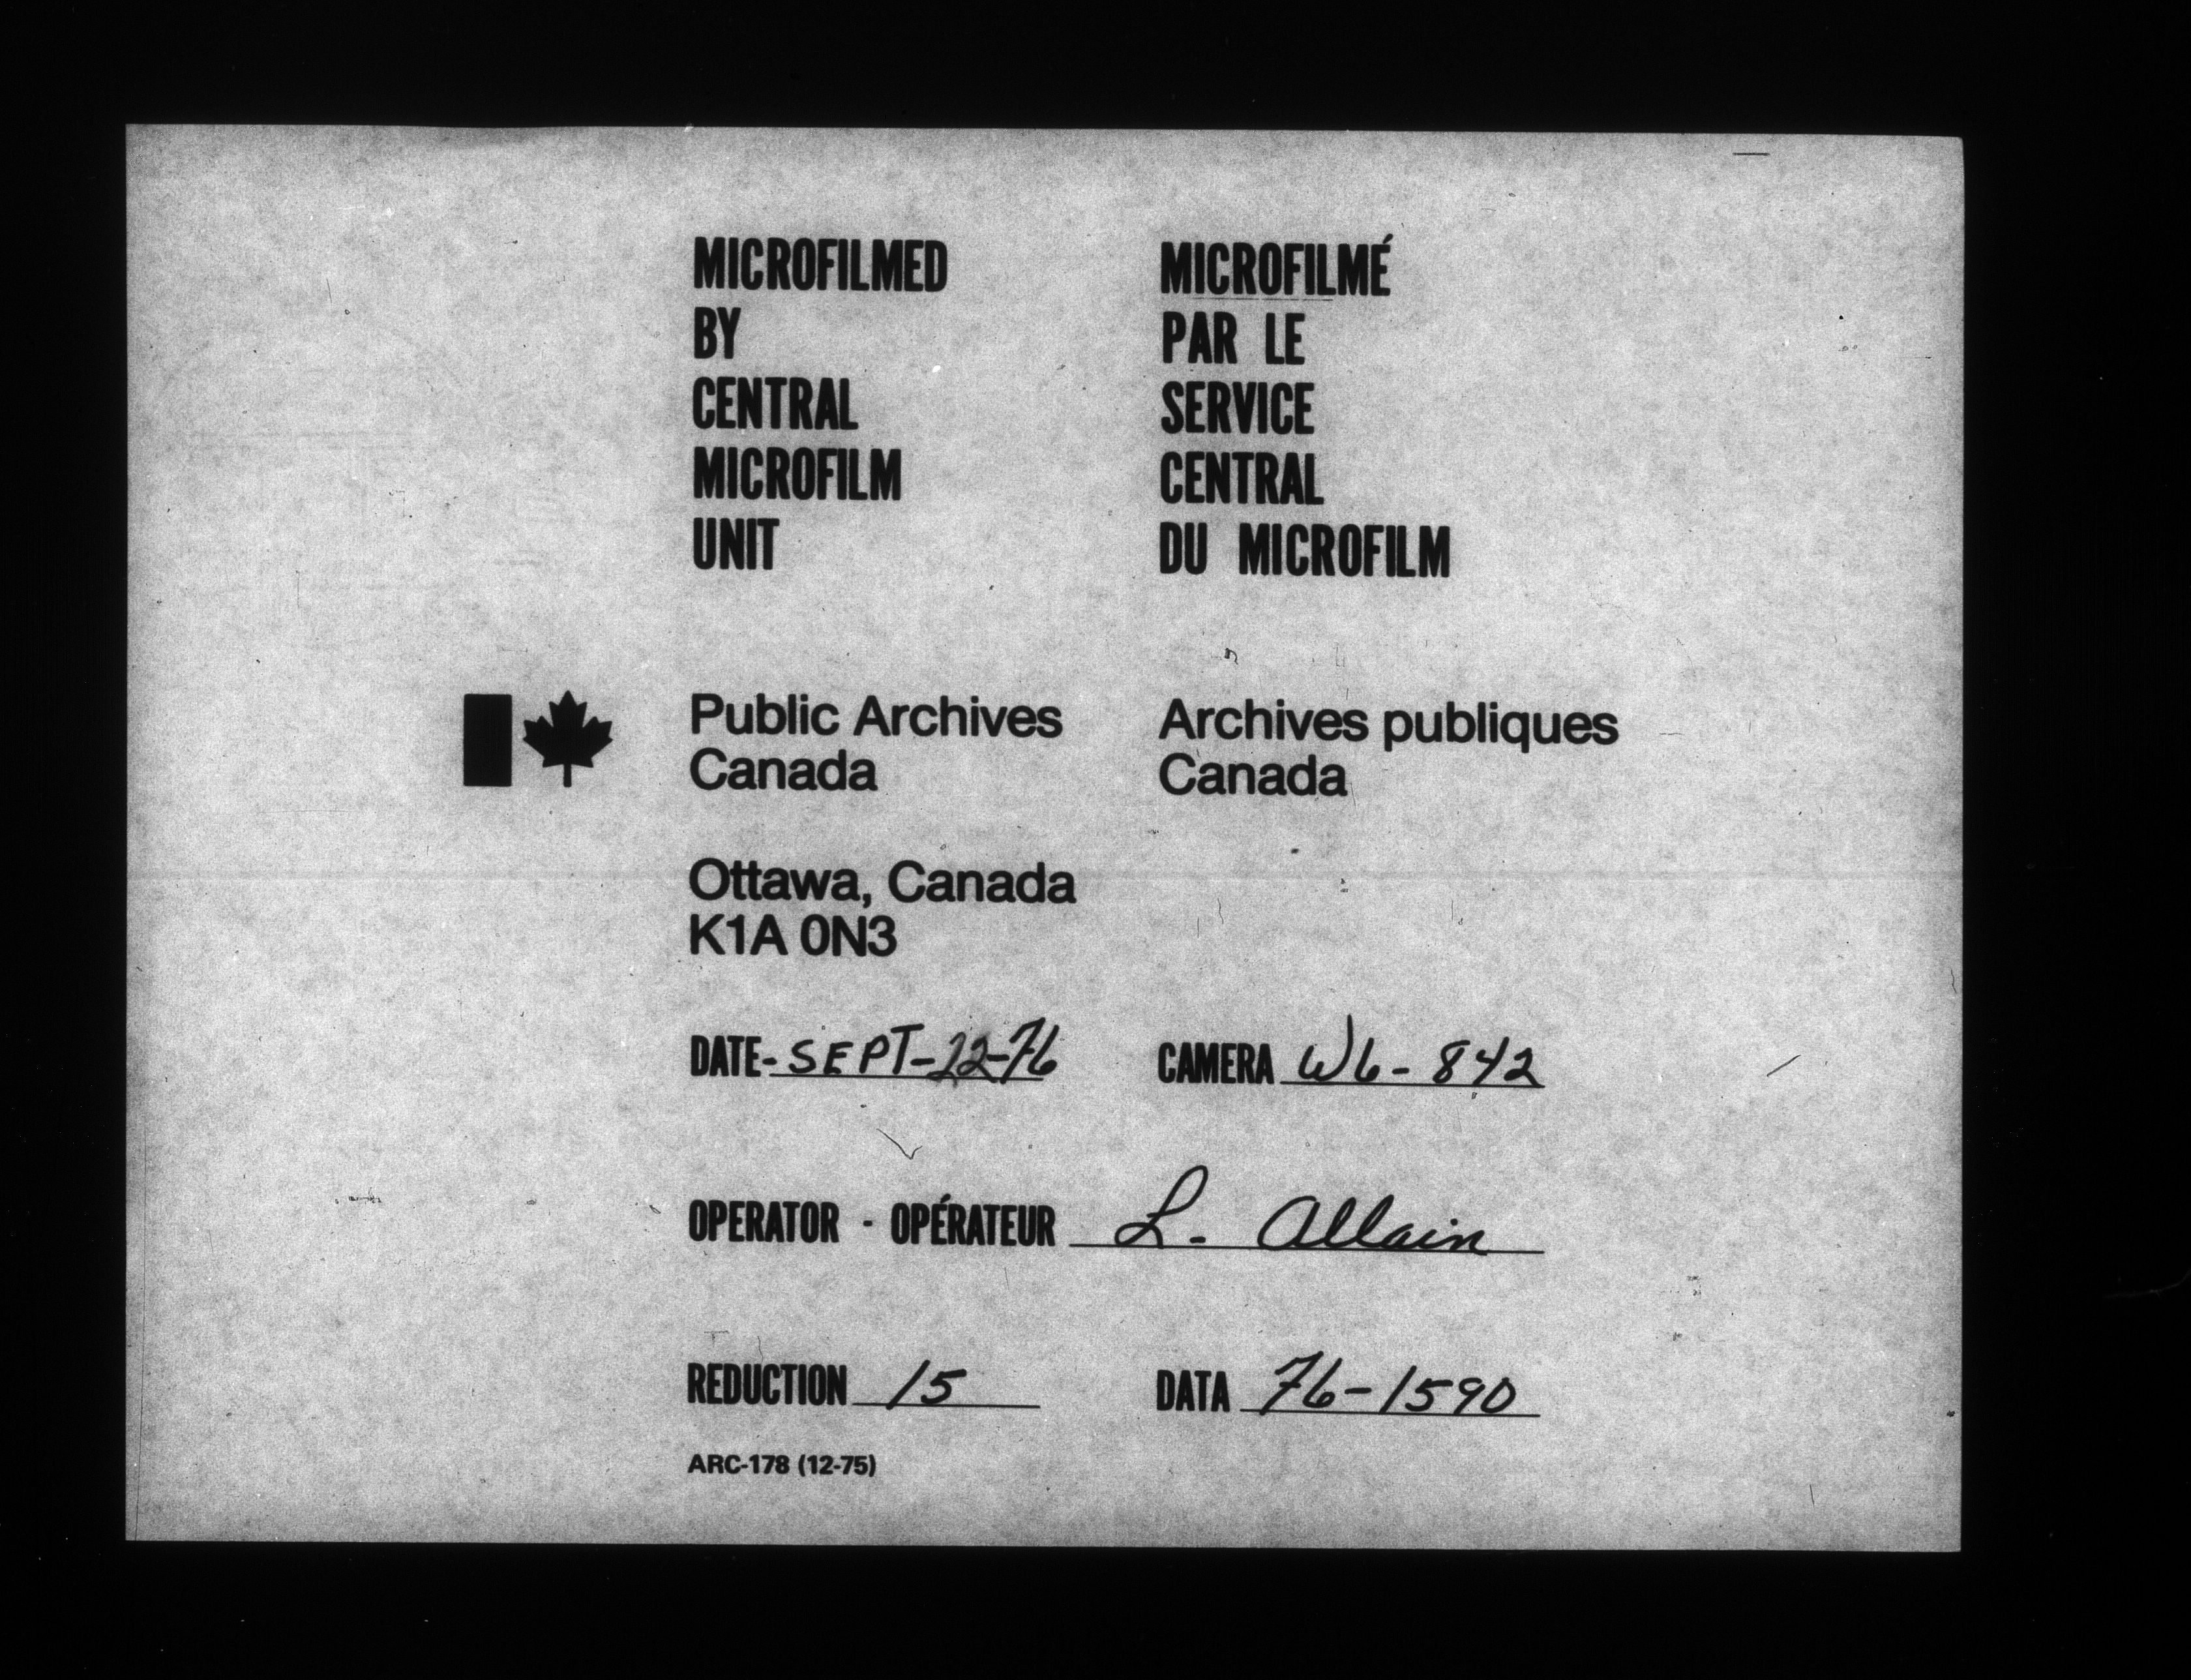 MICROFILMED
BY
CENTRAL
MICROFILM
UNIT
MICROFILMÉ
PAR LE
SERVICE
CENTRAL
DU MICROFILM
Public Archives
Canada
Archives publiques
Canada
Ottawa, Canada
K1A 0N3
DATE- SEPT-22-76
CAMERA W6-842
OPERATOR - OPÉRATEUR L. Allain
REDUCTION 15
DATA 76-1590
ARC-178 (12-75)